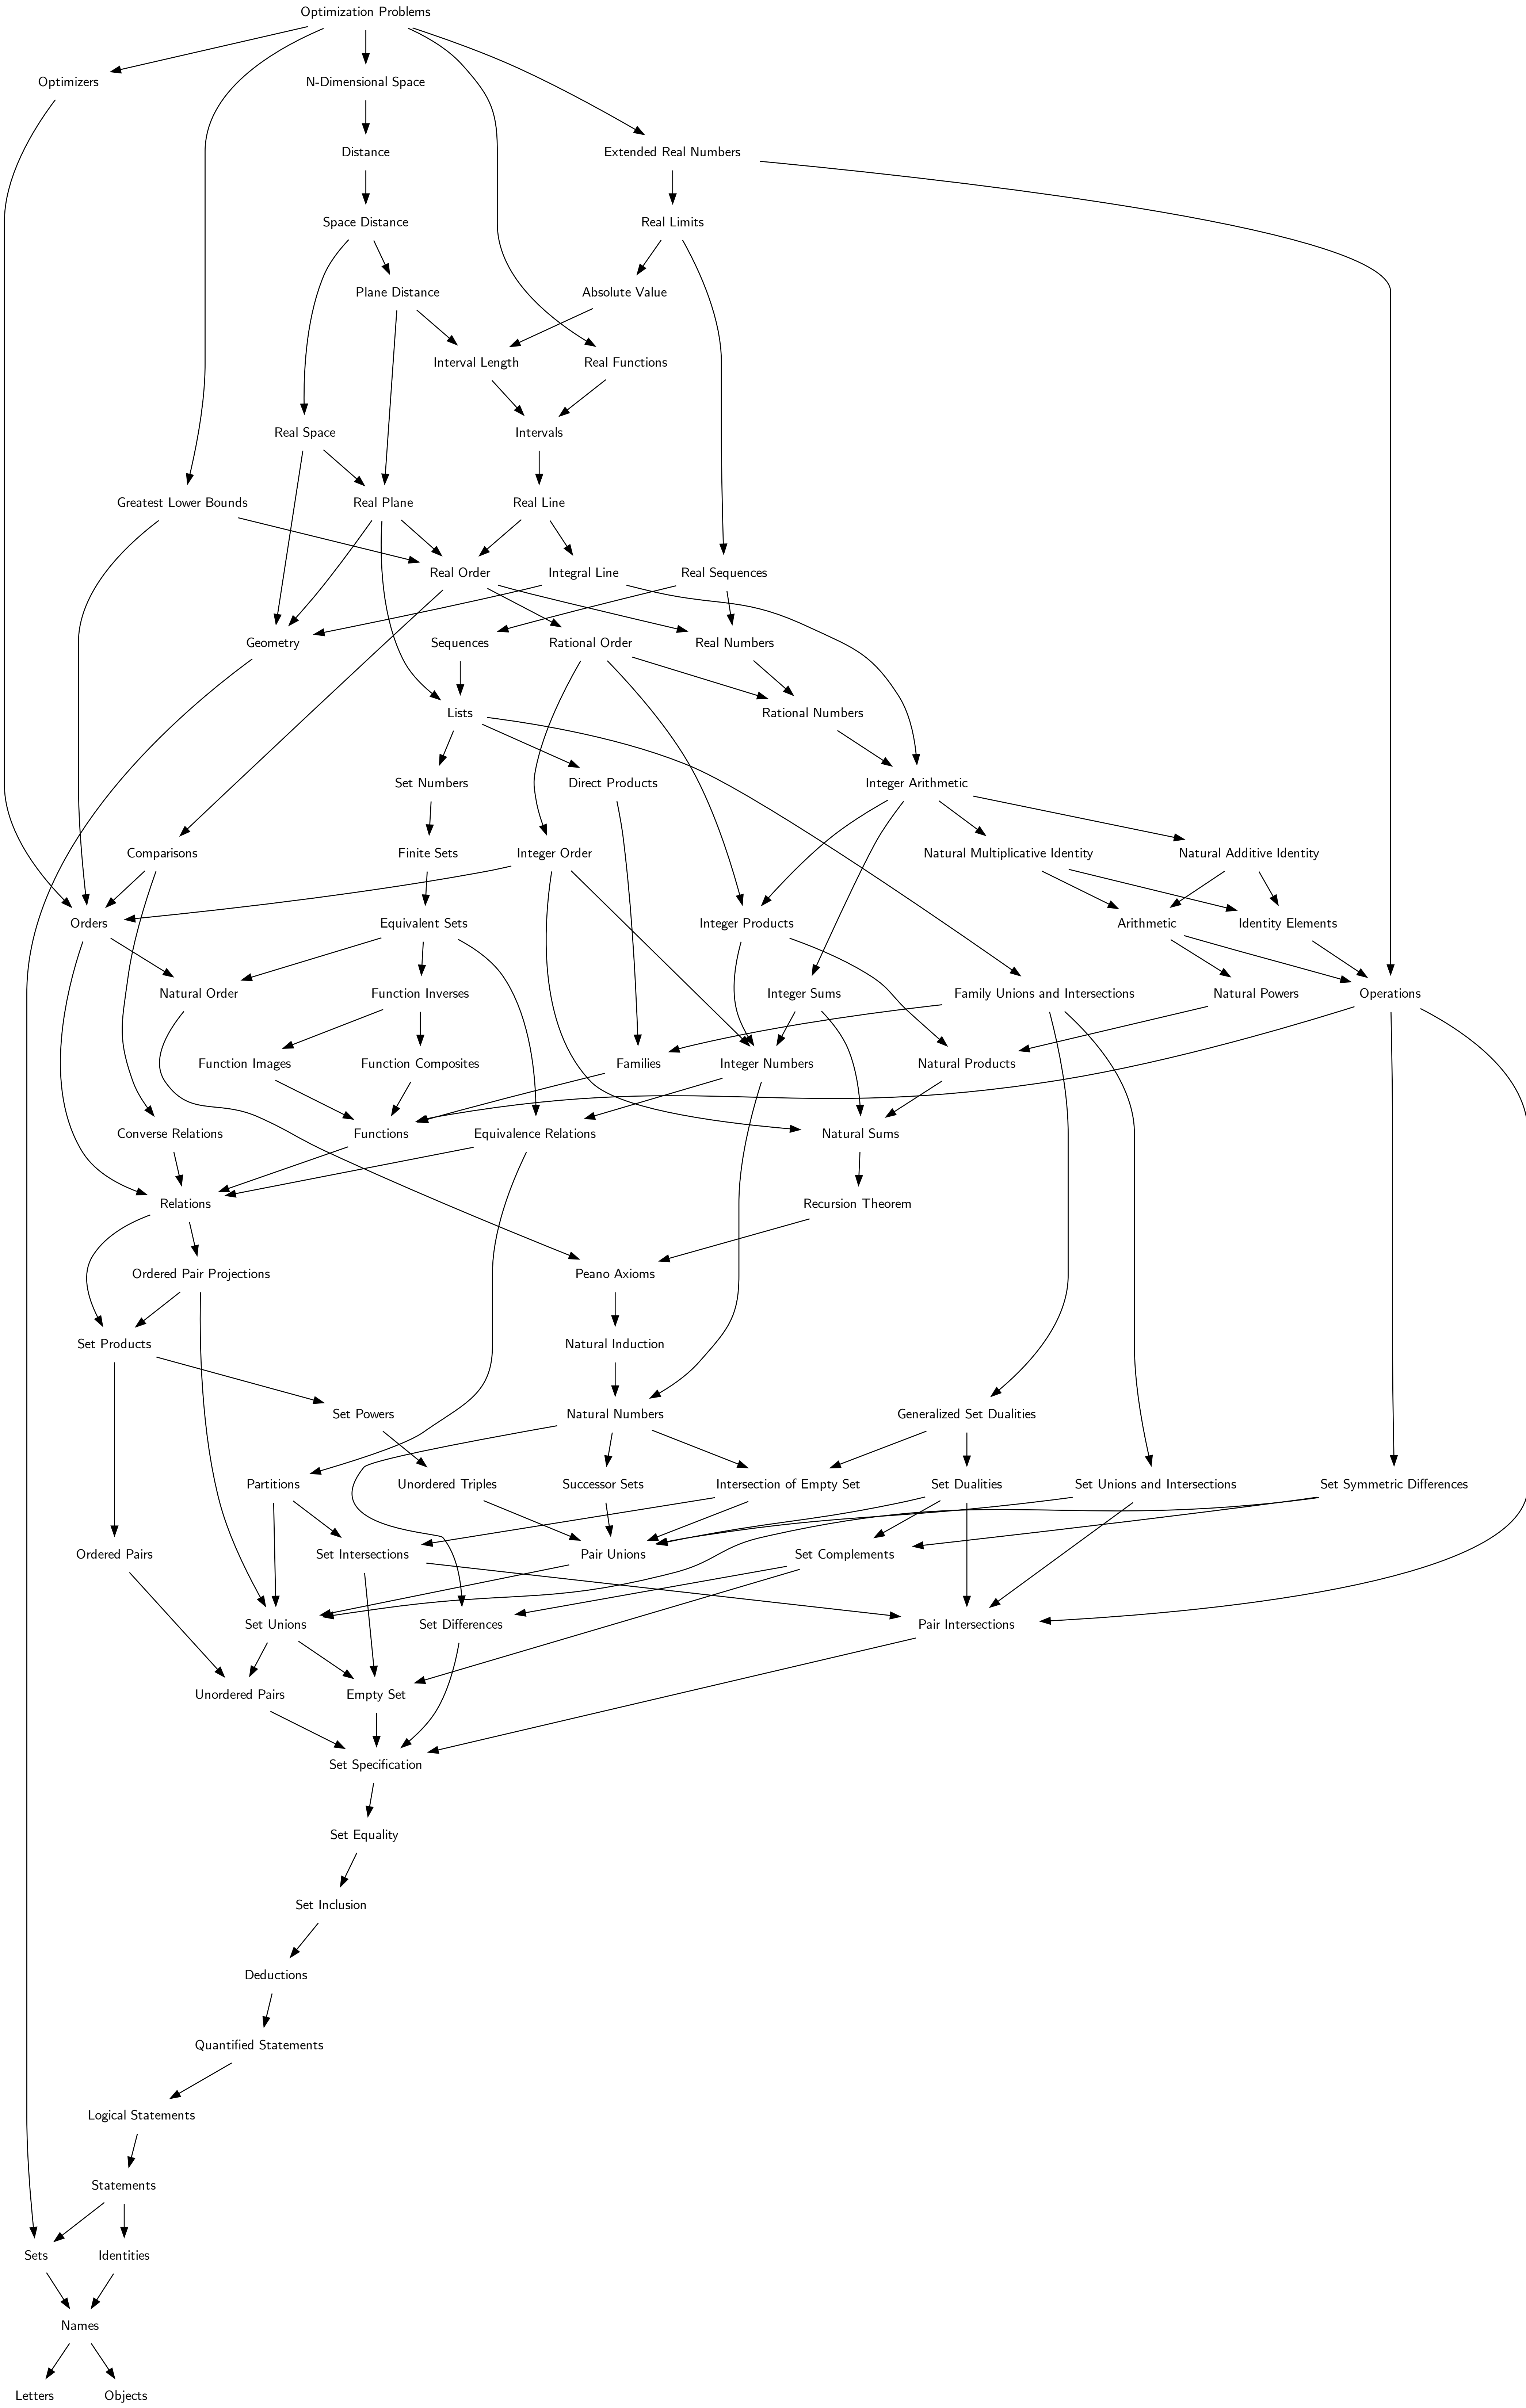 Optimization Problems
Optimizers
N-Dimensional Space
Distance
Extended Real Numbers
Space Distance
Real Limits
Plane Distance
Absolute Value
Interval Length
Real Functions
Real Space
Intervals
Greatest Lower Bounds
Real Plane
Real Line
Real Order
Integral Line
Real Sequences
Geometry
Sequences
Rational Order
Real Numbers
Lists
Rational Numbers
Set Numbers
Direct Products
Integer Arithmetic
Comparisons
Finite Sets
Integer Order
Natural Multiplicative Identity
Natural Additive Identity
Orders
Equivalent Sets
Integer Products
Arithmetic
Identity Elements
Natural Order
Function Inverses
Integer Sums
Family Unions and Intersections
Natural Powers
Operations
Function Images
Function Composites
Families
Integer Numbers
Natural Products
Converse Relations
Functions
Equivalence Relations
Natural Sums
Relations
Recursion Theorem
Ordered Pair Projections
Peano Axioms
Set Products
Natural Induction
Set Powers
Natural Numbers
Generalized Set Dualities
Partitions
Unordered Triples
Successor Sets
Intersection of Empty Set
Set Dualities
Set Unions and Intersections
Set Symmetric Differences
Ordered Pairs
Set Intersections
Pair Unions
Set Complements
Set Unions
Set Differences
Pair Intersections
Unordered Pairs
Empty Set
Set Specification
Set Equality
Set Inclusion
Deductions
Quantified Statements
Logical Statements
Statements
Sets
Identities
Names
Letters
Objects